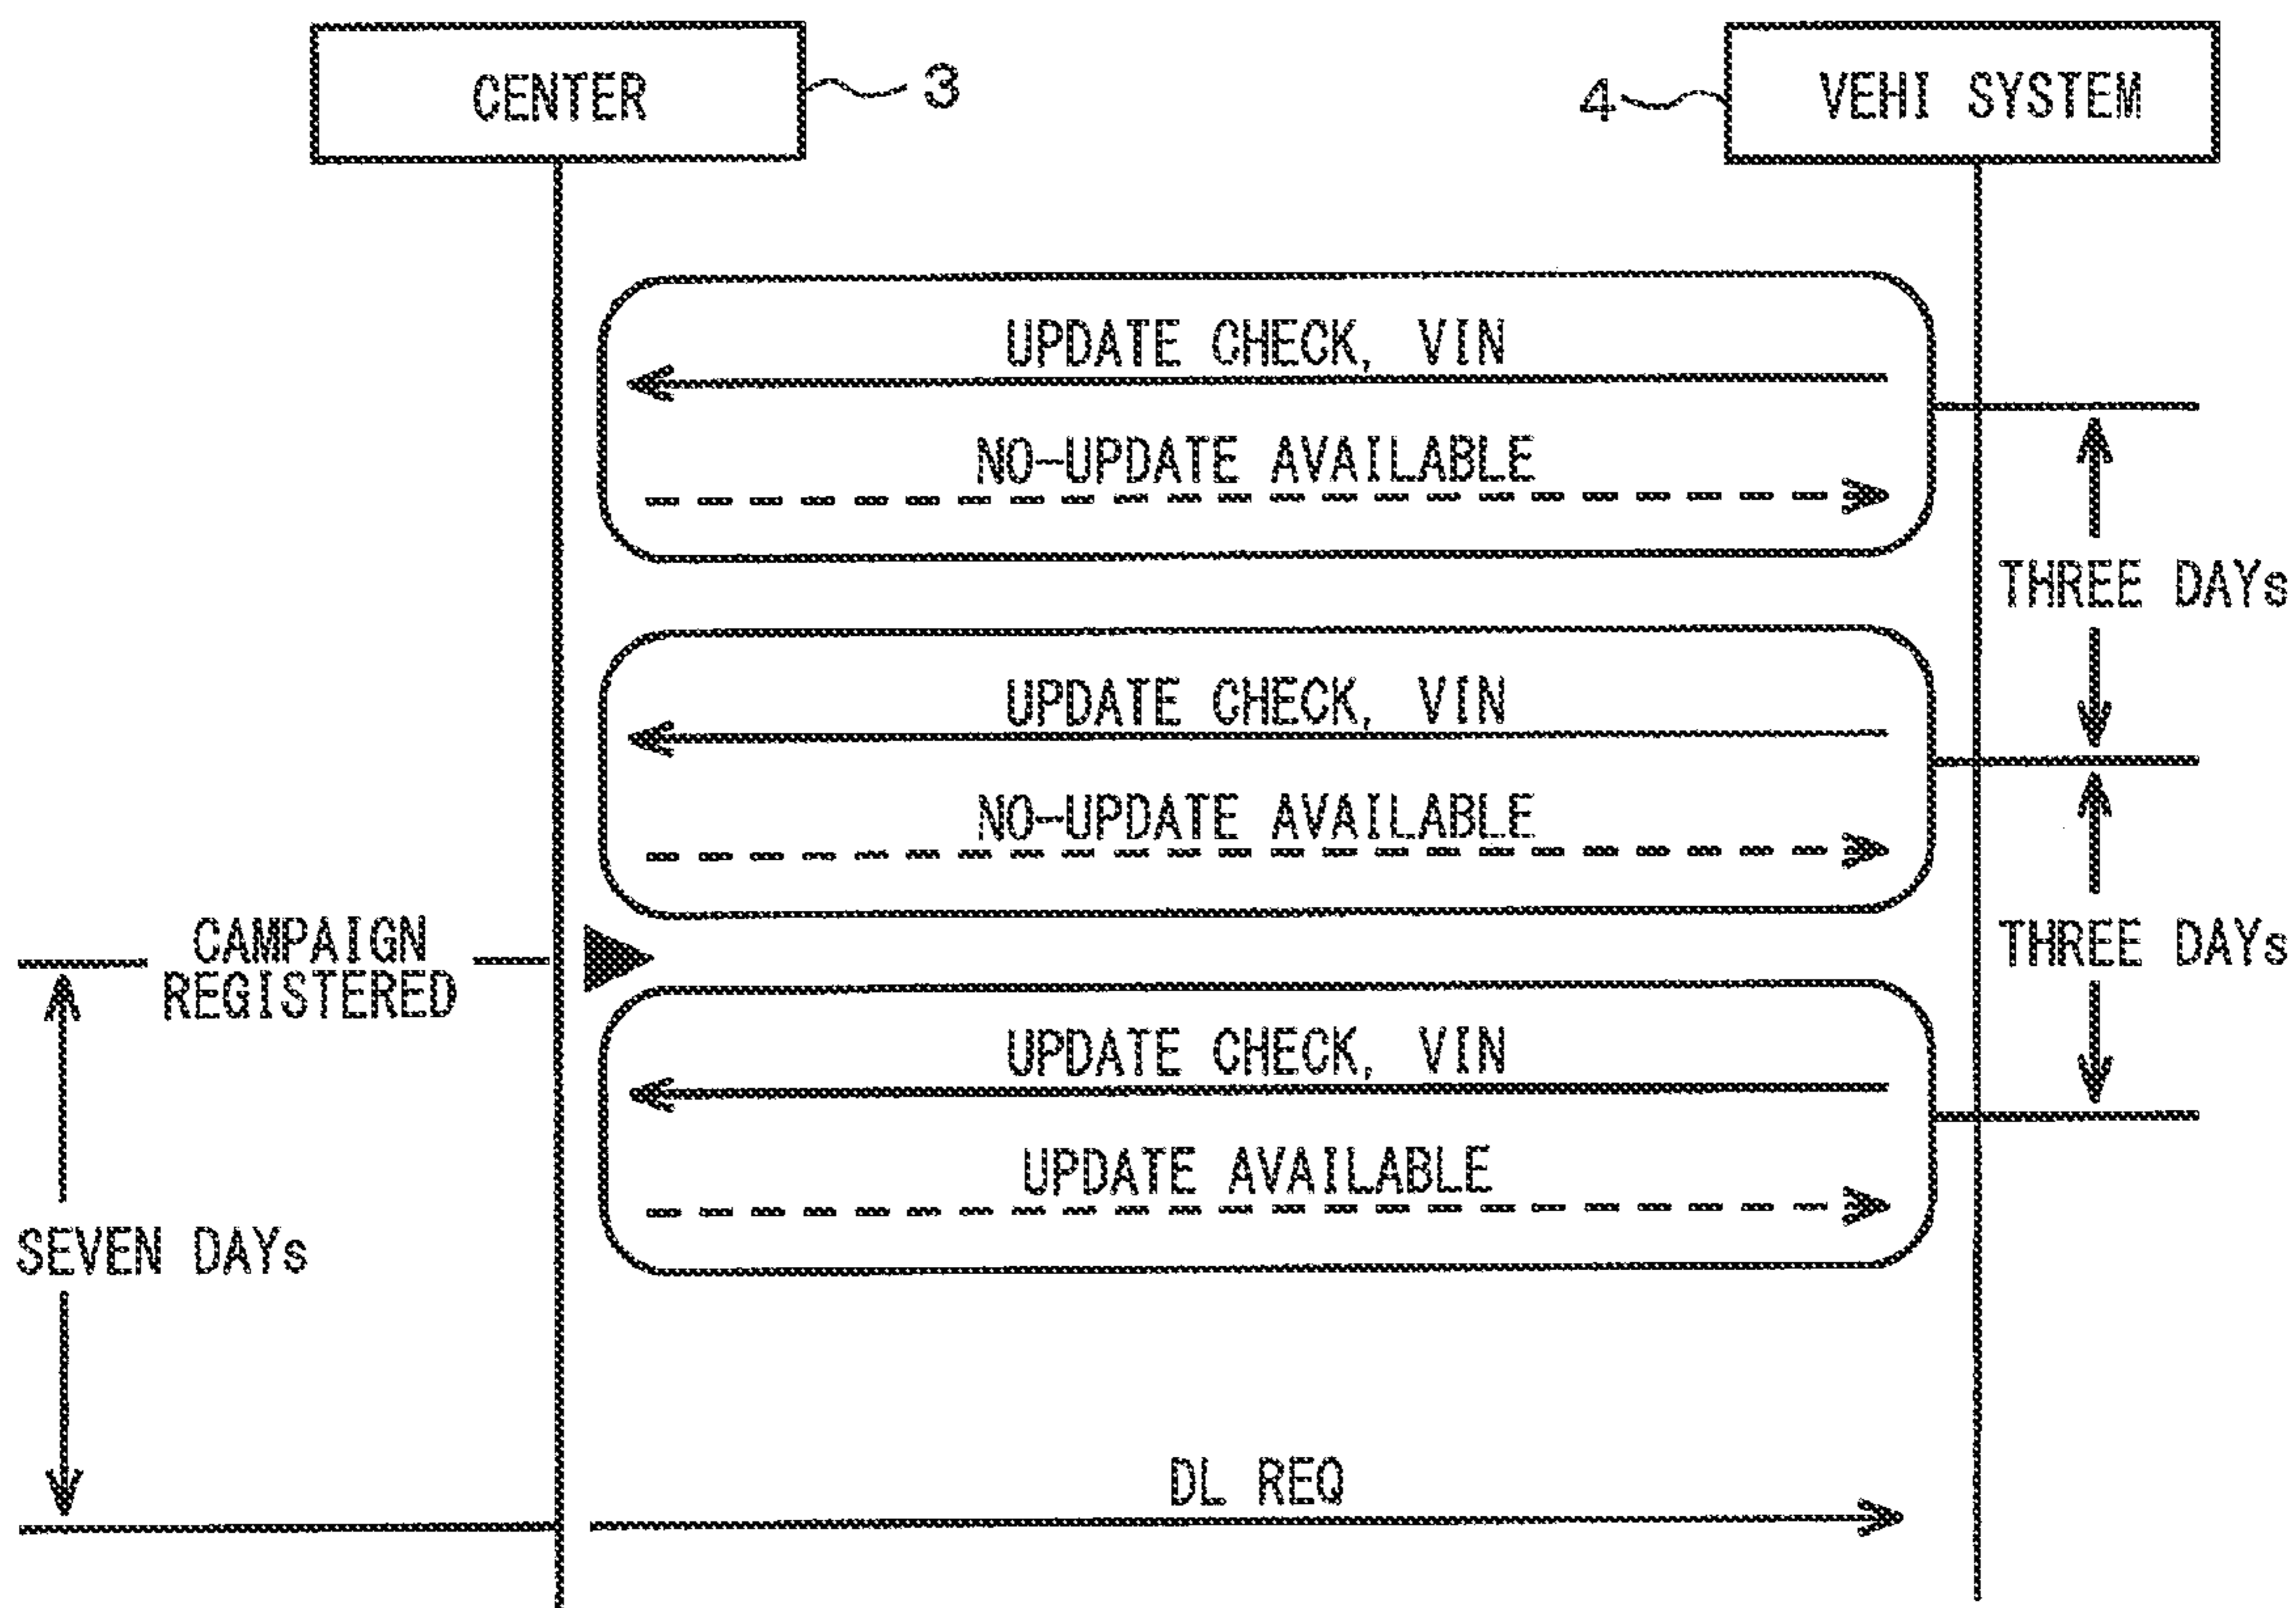 CENTER
3
4
VEHI SYSTEM
UPDATE CHECK, VIN
NO-UPDATE AVAILABLE
THREE DAYs
UPDATE CHECK, VIN
NO-UPDATE AVAILABLE
CAMPAIGN
REGISTERED
THREE DAYs
UPDATE CHECK, VIN
UPDATE AVAILABLE
SEVEN DAYs
DL REQ